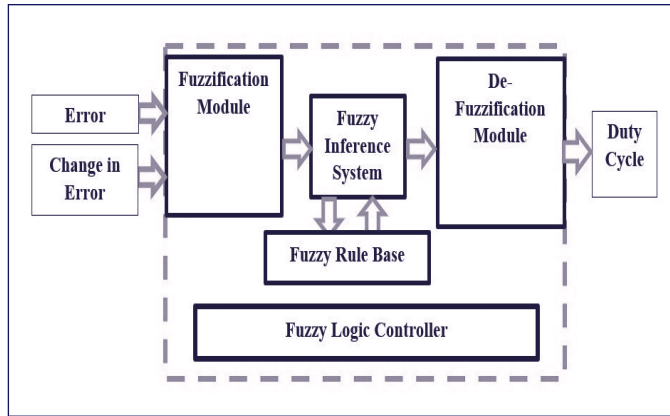 Error
Change in
Error
Fuzzification
Module
Fuzzy
Inference
System
Fuzzy Rule Base
De-
Fuzzification
Module
Duty
Cycle
Fuzzy Logic Controller